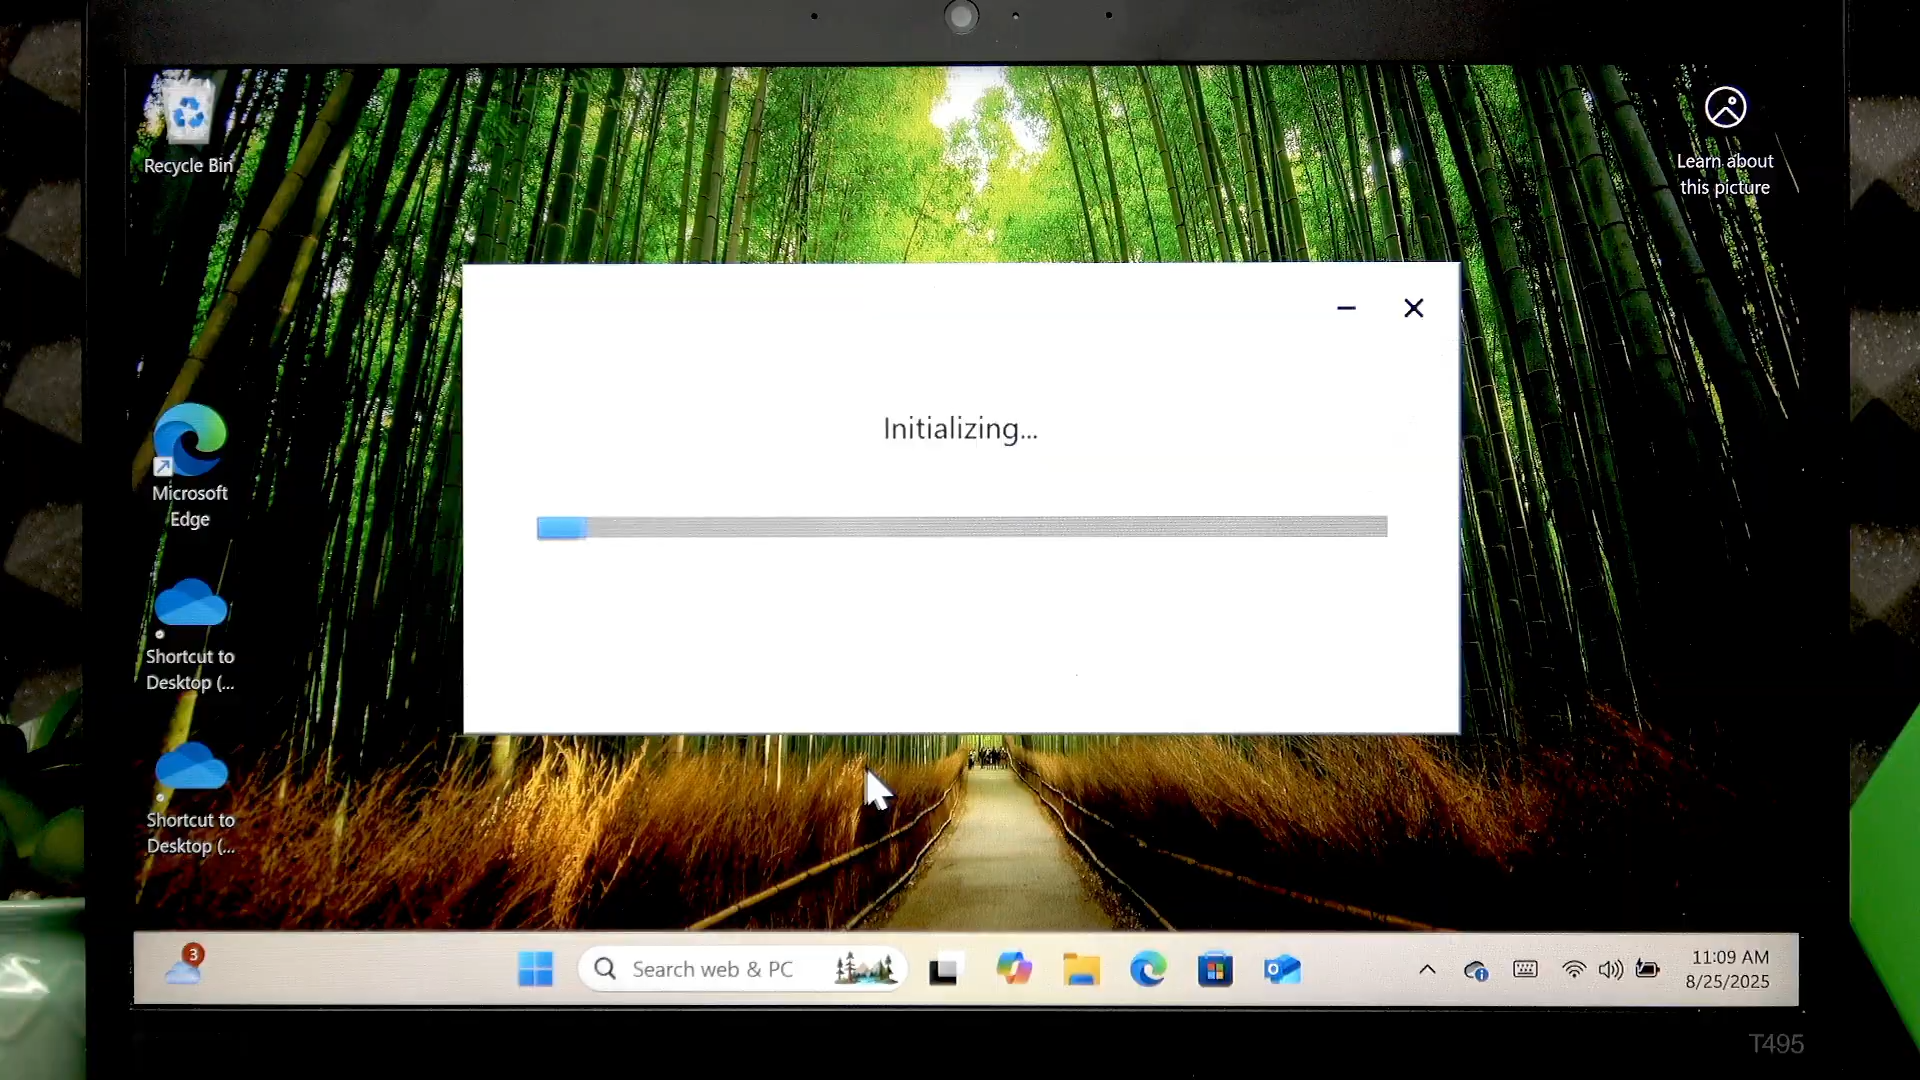 Recycle Bin
Learn about
this picture
Initializing...
Microsoft
Edge
Shortcut to
Desktop (...
Shortcut to
Desktop (...
3
Search web & PC
11:09 AM
8/25/2025
T495